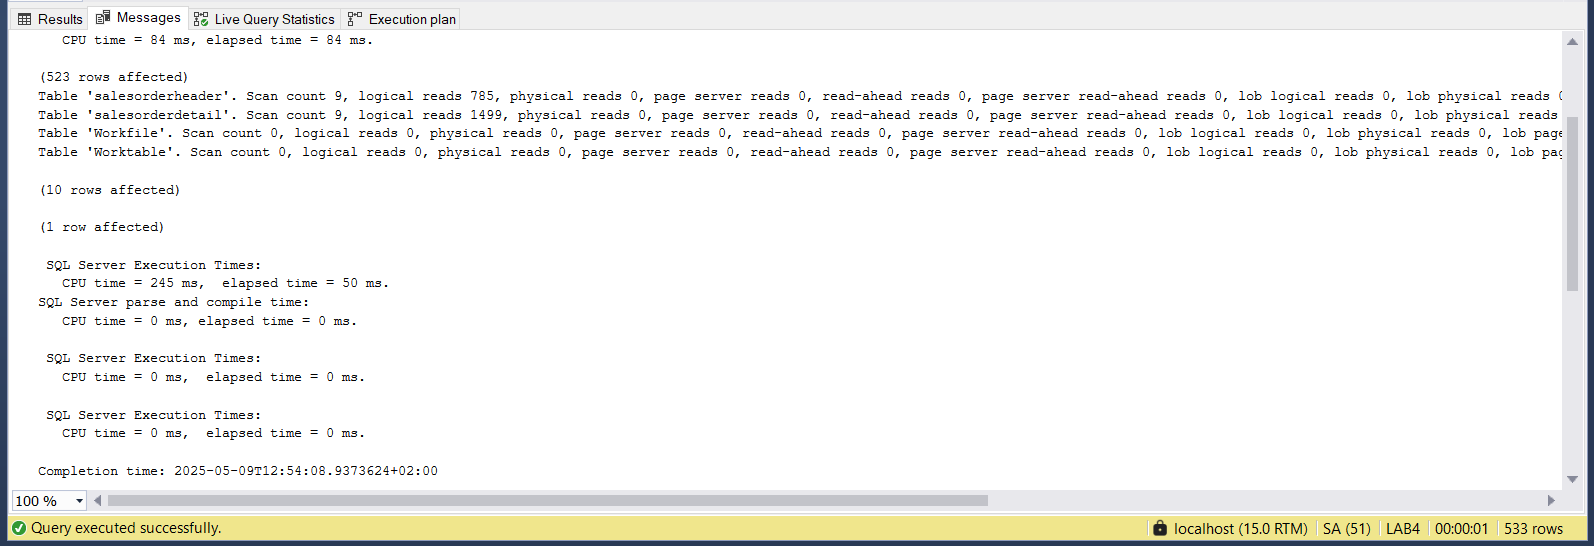 Results Messages Live Query Statistics Execution plan
CPU time = 84 ms, elapsed time = 84 ms.
(523 rows affected)
Table 'salesorderheader'. Scan count 9, logical reads 785, physical reads 0, page server reads 0, read-ahead reads 0, page server read-ahead reads 0, lob logical reads 0, lob physical reads 0
Table 'salesorderdetail'. Scan count 9, logical reads 1499, physical reads 0, page server reads 0, read-ahead reads 0, page server read-ahead reads 0, lob logical reads 0, lob physical reads
Table 'Workfile'. Scan count 0, logical reads 0, physical reads 0, page server reads 0, read-ahead reads 0, page server read-ahead reads 0, lob logical reads 0, lob physical reads 0, lob page
Table 'Worktable'. Scan count 0, logical reads 0, physical reads 0, page server reads 0, read-ahead reads 0, page server read-ahead reads 0, lob logical reads 0, lob physical reads 0, lob pag
(10 rows affected)
(1 row affected)
SQL Server Execution Times:
CPU time = 245 ms,  elapsed time = 50 ms.
SQL Server parse and compile time:
CPU time = 0 ms, elapsed time = 0 ms.
SQL Server Execution Times:
CPU time = 0 ms,  elapsed time = 0 ms.
SQL Server Execution Times:
CPU time = 0 ms,  elapsed time = 0 ms.
Completion time: 2025-05-09T12:54:08.9373624+02:00
100 %
Query executed successfully. localhost (15.0 RTM) SA (51) LAB4 00:00:01 533 rows